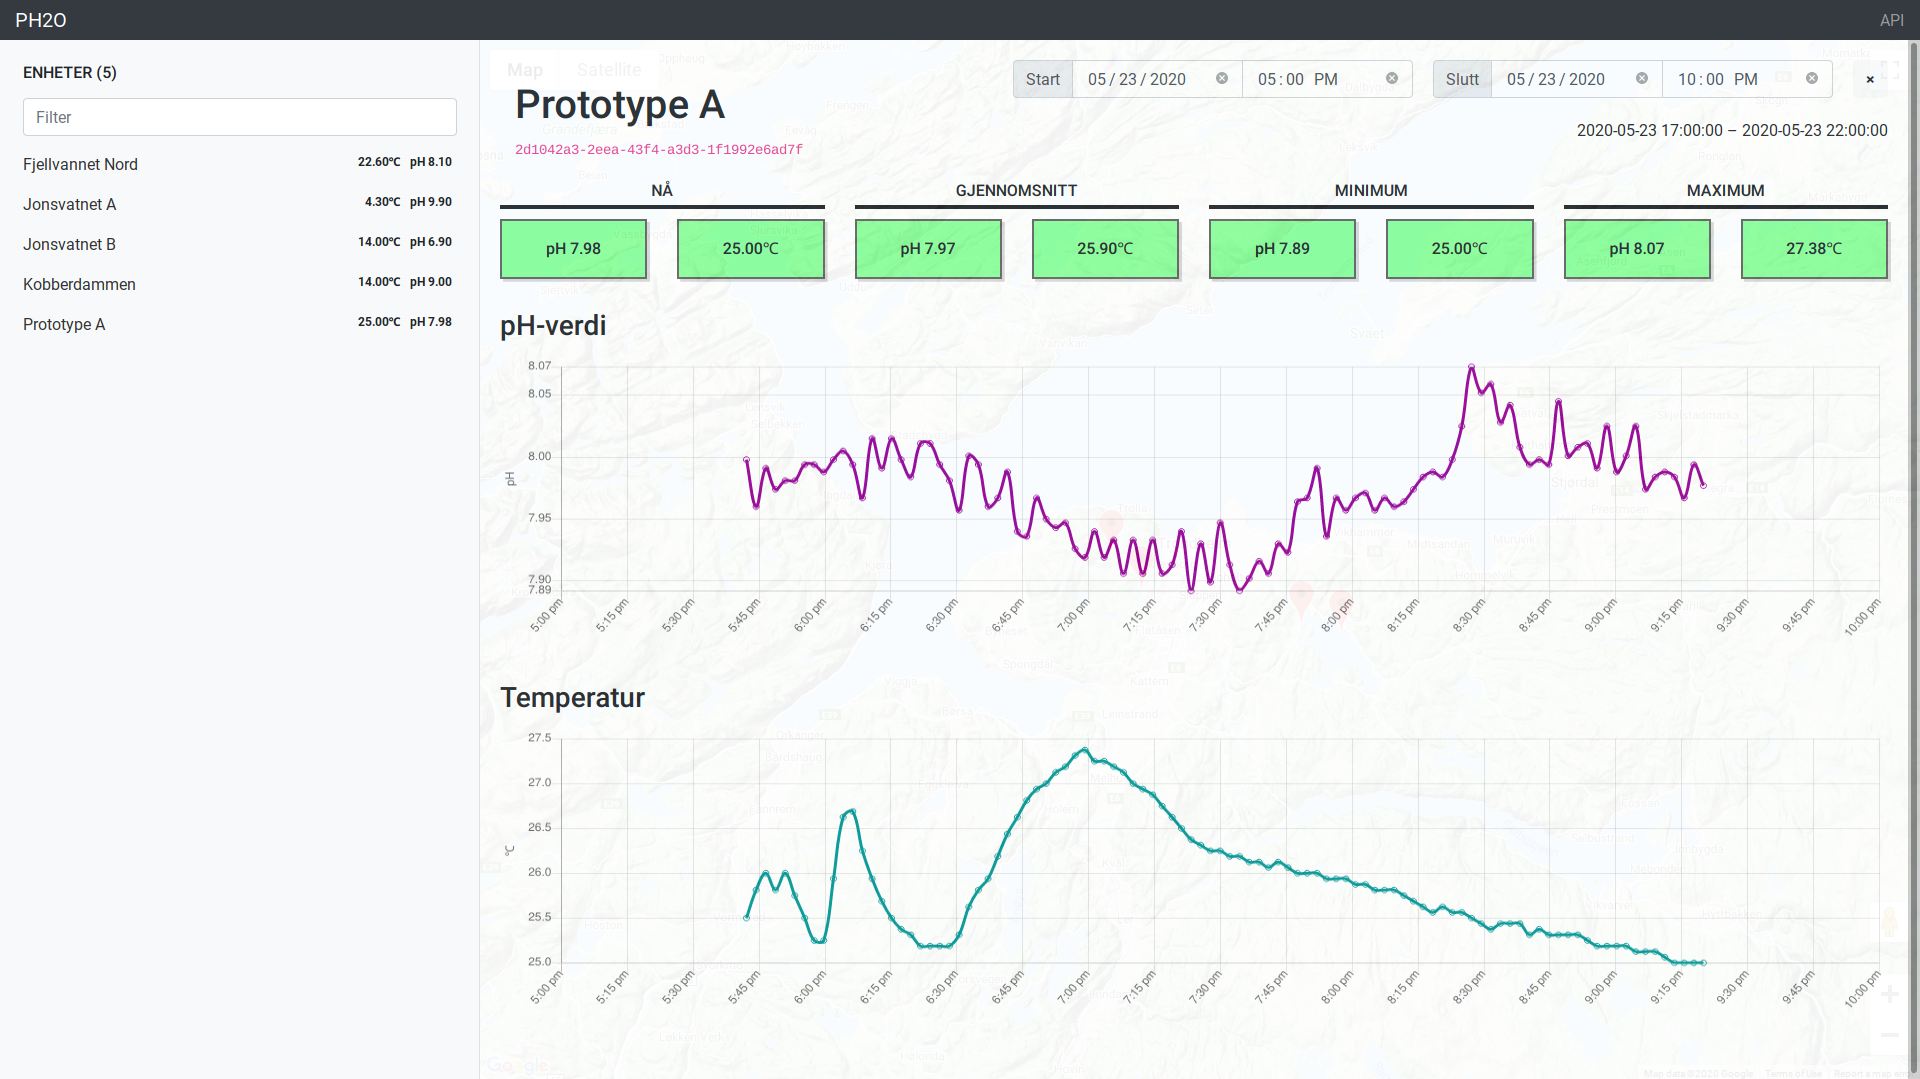 PH2O
API
ENHETER (5)
Filter
Fjellvannet Nord 22.60℃ pH 8.10
Jonsvatnet A 4.30℃ pH 9.90
Jonsvatnet B 14.00℃ pH 6.90
Kobberdammen 14.00℃ pH 9.00
Prototype A 25.00℃ pH 7.98
Map Satellite
Start 05/23/2020 05:00 PM
Slutt 05/23/2020 10:00 PM
×
Prototype A
2d1042a3-2eea-43f4-a3d3-1f1992e6ad7f
2020-05-23 17:00:00 – 2020-05-23 22:00:00
NÅ
pH 7.98 25.00℃
GJENNOMSNITT
pH 7.97 25.90℃
MINIMUM
pH 7.89 25.00℃
MAXIMUM
pH 8.07 27.38℃
pH-verdi
pH
8.07
8.05
8.00
7.95
7.90
7.89
5:00 pm 5:15 pm 5:30 pm 5:45 pm 6:00 pm 6:15 pm 6:30 pm 6:45 pm 7:00 pm 7:15 pm 7:30 pm 7:45 pm 8:00 pm 8:15 pm 8:30 pm 8:45 pm 9:00 pm 9:15 pm 9:30 pm 9:45 pm 10:00 pm
Temperatur
℃
27.5
27.0
26.5
26.0
25.5
25.0
5:00 pm 5:15 pm 5:30 pm 5:45 pm 6:00 pm 6:15 pm 6:30 pm 6:45 pm 7:00 pm 7:15 pm 7:30 pm 7:45 pm 8:00 pm 8:15 pm 8:30 pm 8:45 pm 9:00 pm 9:15 pm 9:30 pm 9:45 pm 10:00 pm
Google
Map data ©2020 Google Terms of Use Report a map